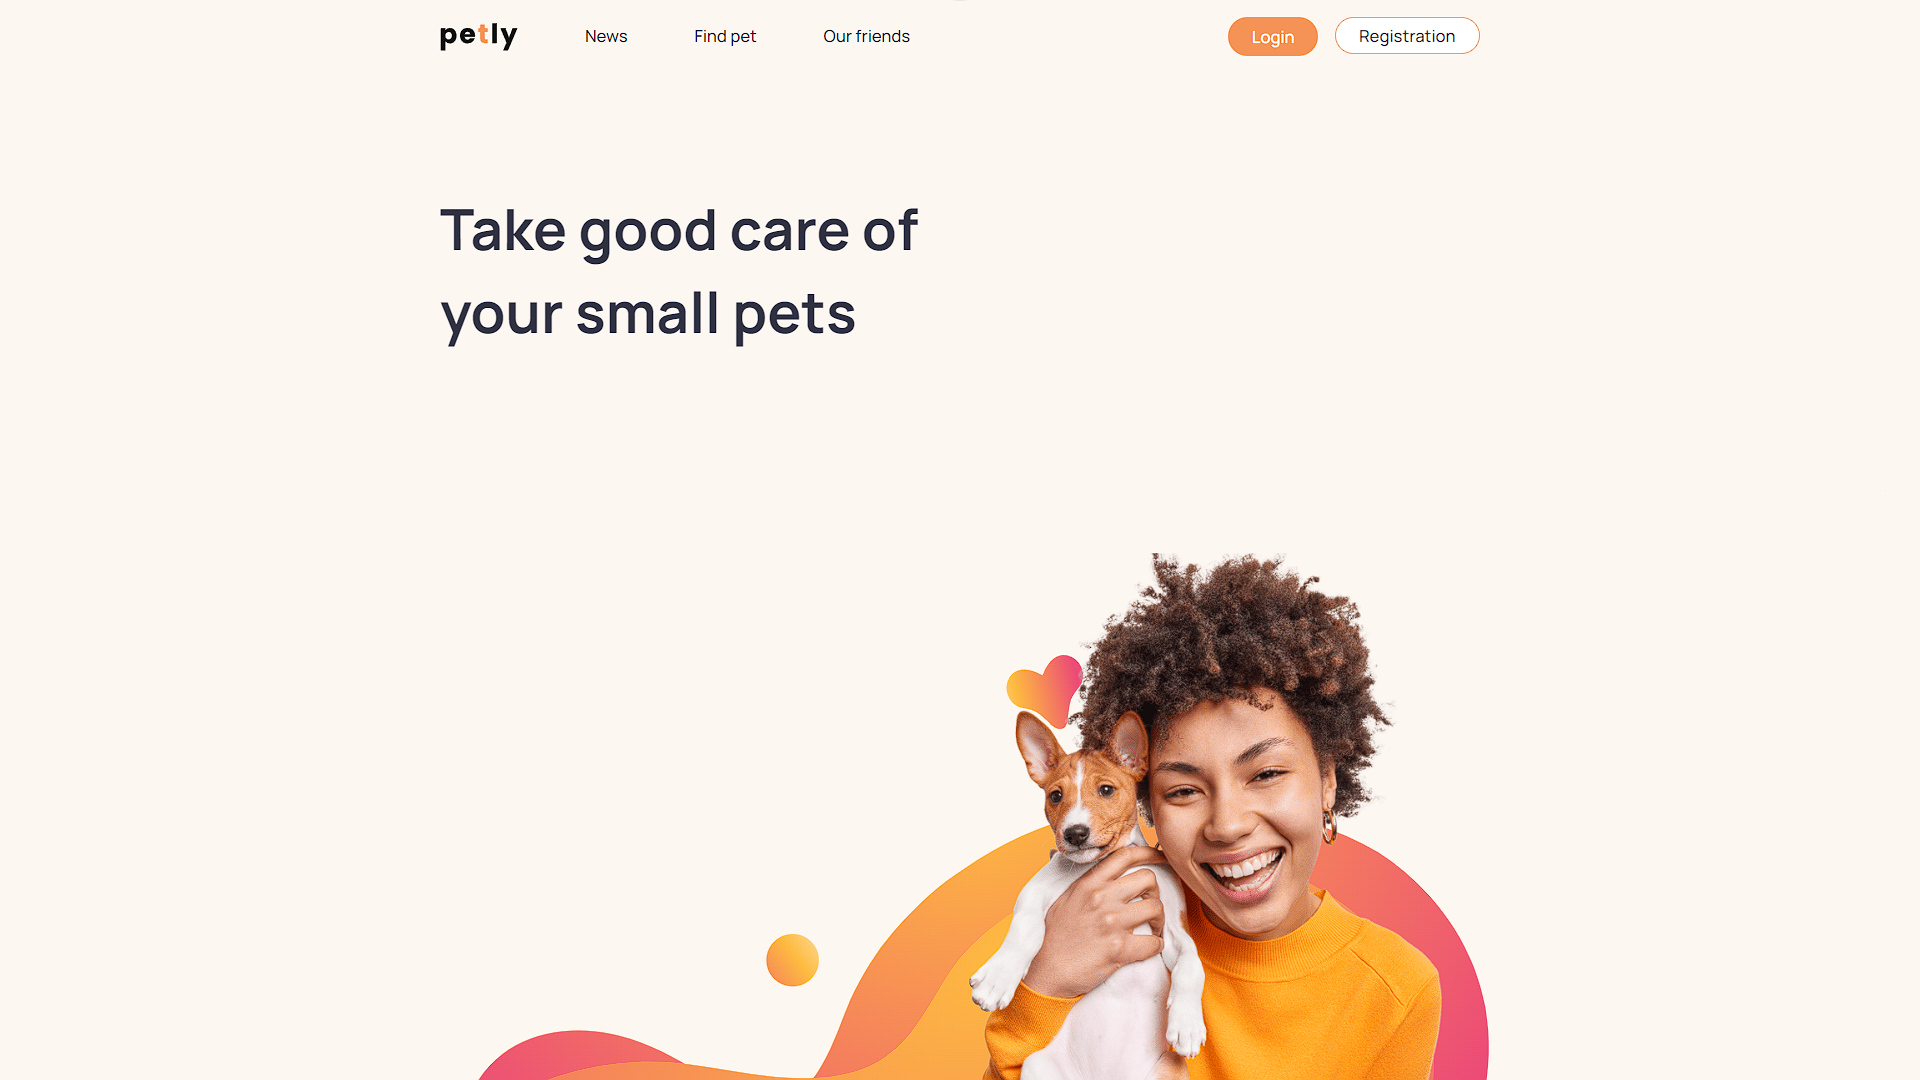 petly
News
Find pet
Our friends
Login
Registration
Take good care of
your small pets